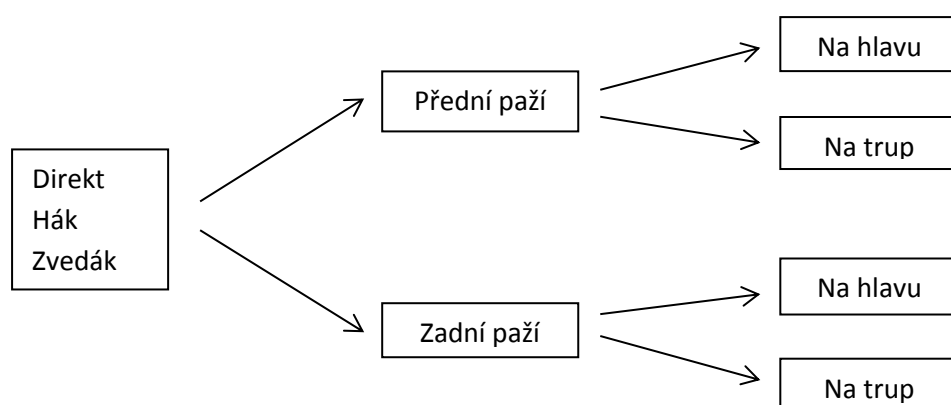 Direkt
Hák
Zvedák
Přední paží
Na hlavu
Na trup
Zadní paží
Na hlavu
Na trup